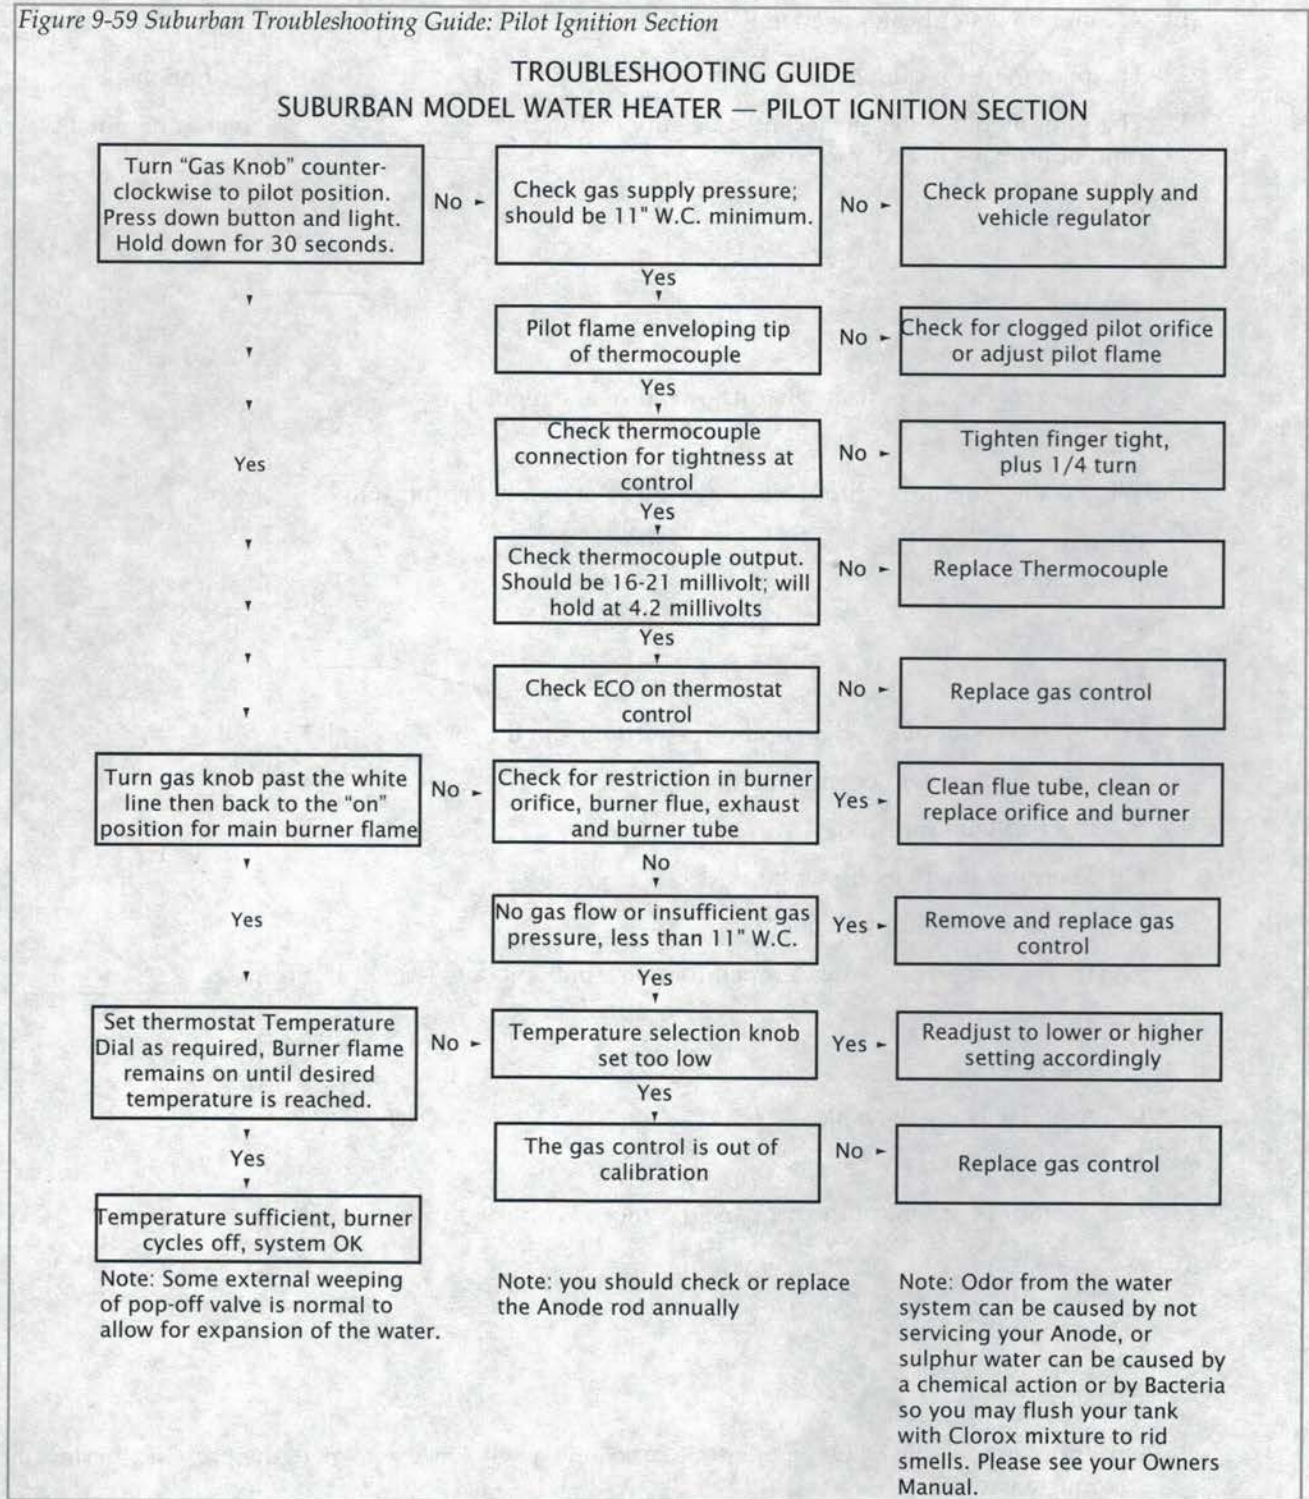 Figure 9-59 Suburban Troubleshooting Guide: Pilot Ignition Section
TROUBLESHOOTING GUIDE
SUBURBAN MODEL WATER HEATER — PILOT IGNITION SECTION
Turn "Gas Knob" counter-
clockwise to pilot position.
Press down button and light.
Hold down for 30 seconds.
No
Check gas supply pressure;
should be 11" W.C. minimum.
No
Check propane supply and
vehicle regulator
Yes
Pilot flame enveloping tip
of thermocouple
No
Check for clogged pilot orifice
or adjust pilot flame
Yes
Yes
Check thermocouple
connection for tightness at
control
No
Tighten finger tight,
plus 1/4 turn
Yes
Check thermocouple output.
Should be 16-21 millivolt; will
hold at 4.2 millivolts
No
Replace Thermocouple
Yes
Check ECO on thermostat
control
No
Replace gas control
Turn gas knob past the white
line then back to the "on"
position for main burner flame
No
Check for restriction in burner
orifice, burner flue, exhaust
and burner tube
Yes
Clean flue tube, clean or
replace orifice and burner
No
Yes
No gas flow or insufficient gas
pressure, less than 11" W.C.
Yes
Remove and replace gas
control
Yes
Set thermostat Temperature
Dial as required, Burner flame
remains on until desired
temperature is reached.
No
Temperature selection knob
set too low
Yes
Readjust to lower or higher
setting accordingly
Yes
Yes
The gas control is out of
calibration
No
Replace gas control
Temperature sufficient, burner
cycles off, system OK
Note: Some external weeping
of pop-off valve is normal to
allow for expansion of the water.
Note: you should check or replace
the Anode rod annually
Note: Odor from the water
system can be caused by not
servicing your Anode, or
sulphur water can be caused by
a chemical action or by Bacteria
so you may flush your tank
with Clorox mixture to rid
smells. Please see your Owners
Manual.